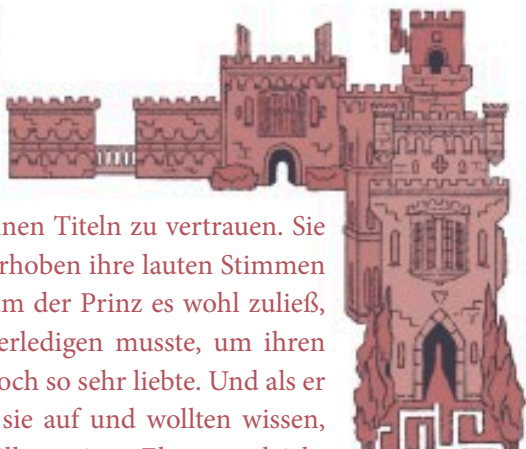 nen Titeln zu vertrauen. Sie
rhoben ihre lauten Stimmen
um der Prinz es wohl zuließ,
erledigen musste, um ihren
och so sehr liebte. Und als er
sie auf und wollten wissen,